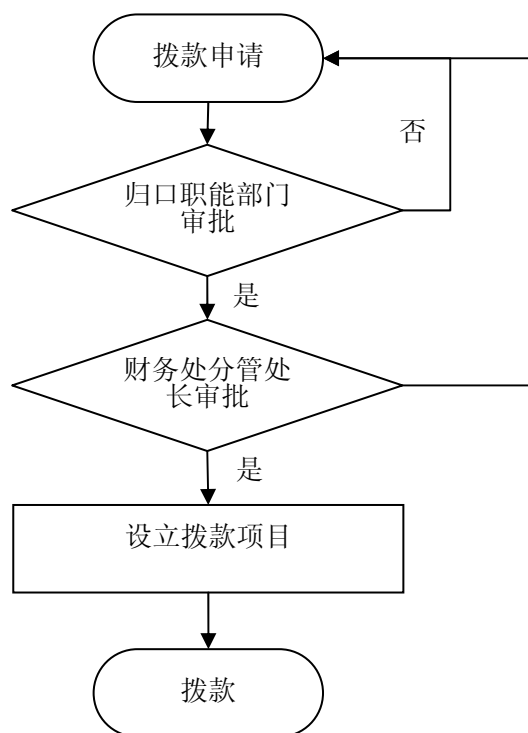 拨款申请
否
归口职能部门
审批
是
财务处分管处
长审批
是
设立拨款项目
拨款